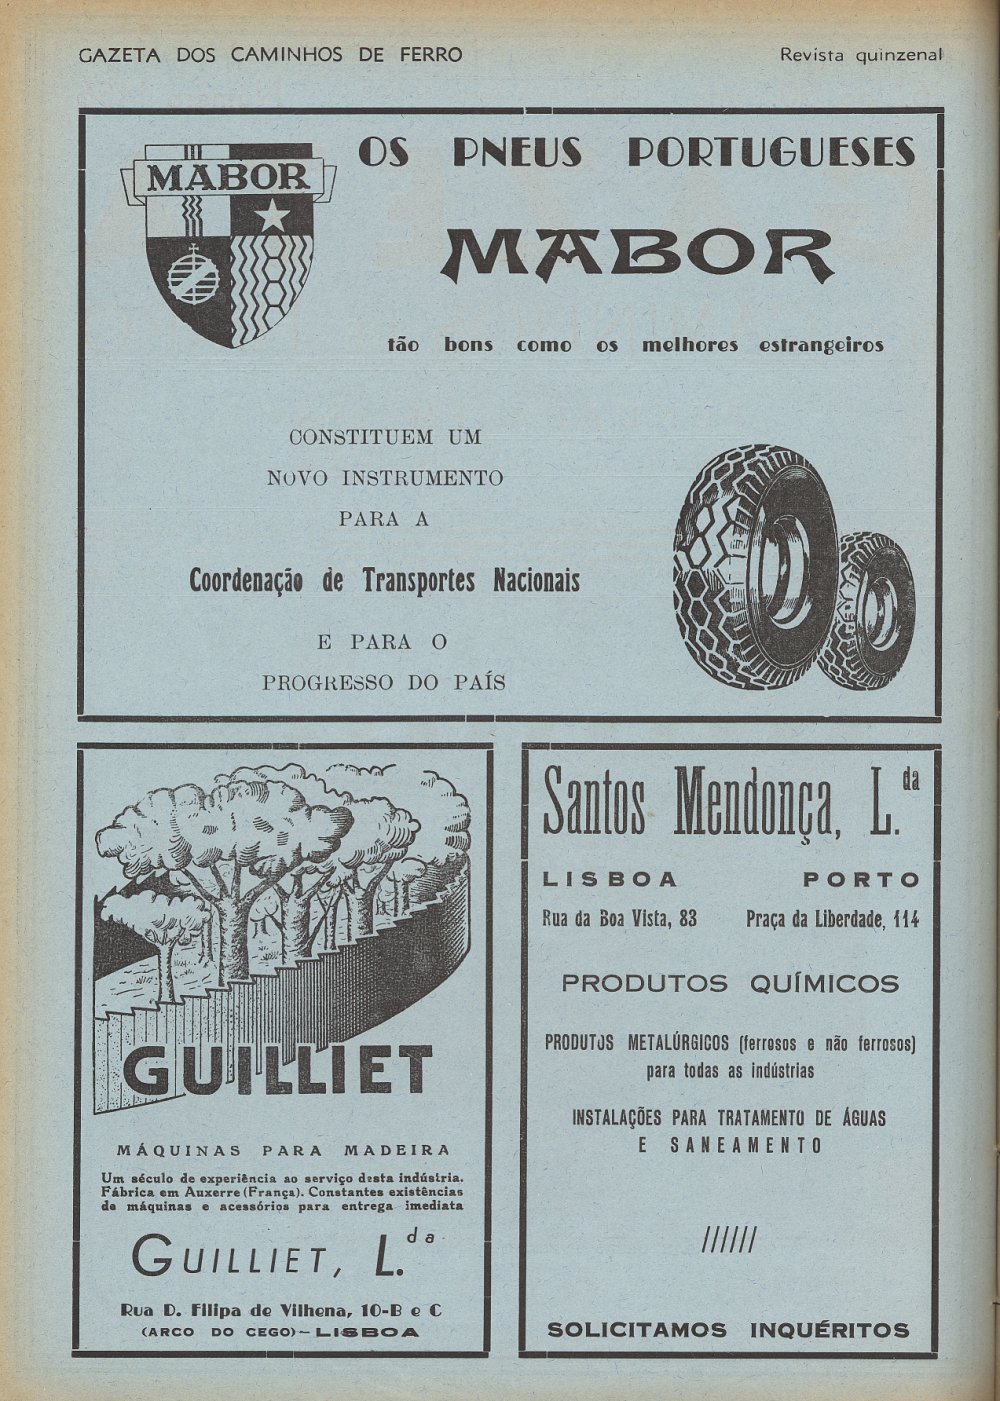 GAZETA DOS CAMINHOS DE FERRO
Revista quinzenal
MABOR
OS PNEUS PORTUGUESES
MABOR
tão bons como os melhores estrangeiros
CONSTITUEM UM
NOVO INSTRUMENTO
PARA A
Coordenação de Transportes Nacionais
E PARA O
PROGRESSO DO PAÍS
GUILLIET
MÁQUINAS PARA MADEIRA
Um século de experiência ao serviço desta indústria.
Fábrica em Auxerre (França). Constantes existências
de máquinas e acessórios para entrega imediata
GUILLIET, L.da
Rua D. Filipa de Vilhena, 10-B e C
(ARCO DO CEGO)—LISBOA
Santos Mendonça, L.da
LISBOA PORTO
Rua da Boa Vista, 83 Praça da Liberdade, 114
PRODUTOS QUÍMICOS
PRODUTOS METALÚRGICOS (ferrosos e não ferrosos)
para todas as indústrias
INSTALAÇÕES PARA TRATAMENTO DE ÁGUAS
E SANEAMENTO
//////
SOLICITAMOS INQUÉRITOS